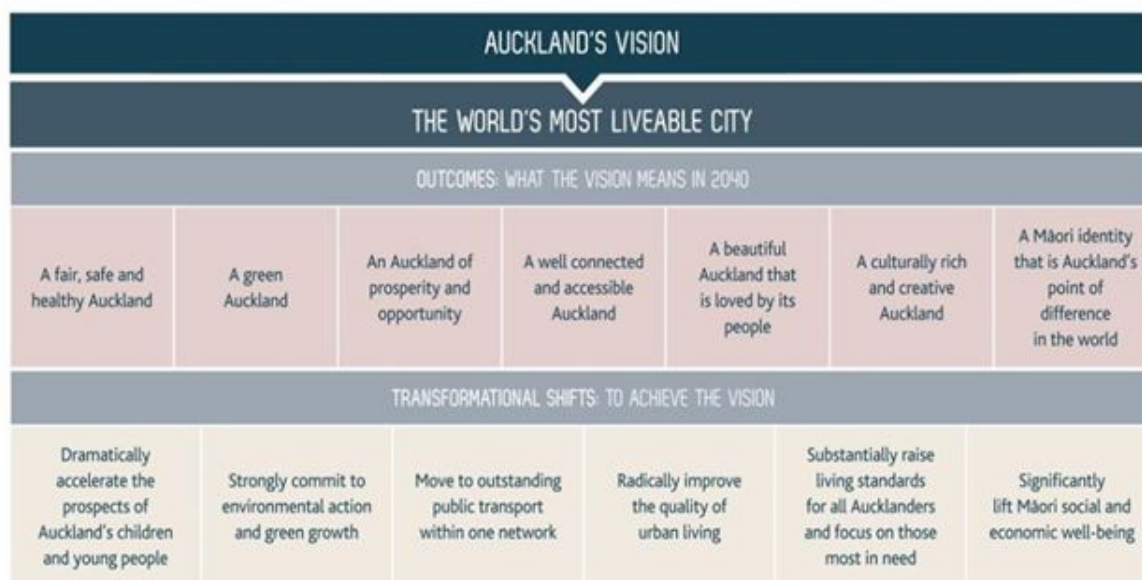 AUCKLAND'S VISION
THE WORLD'S MOST LIVEABLE CITY
OUTCOMES: WHAT THE VISION MEANS IN 2040
A fair, safe and
healthy Auckland
A green
Auckland
An Auckland of
prosperity and
opportunity
A well connected
and accessible
Auckland
A beautiful
Auckland that
is loved by its
people
A culturally rich
and creative
Auckland
A Māori identity
that is Auckland's
point of
difference
in the world
TRANSFORMATIONAL SHIFTS: TO ACHIEVE THE VISION
Dramatically
accelerate the
prospects of
Auckland's children
and young people
Strongly commit to
environmental action
and green growth
Move to outstanding
public transport
within one network
Radically improve
the quality of
urban living
Substantially raise
living standards
for all Aucklanders
and focus on those
most in need
Significantly
lift Māori social and
economic well-being